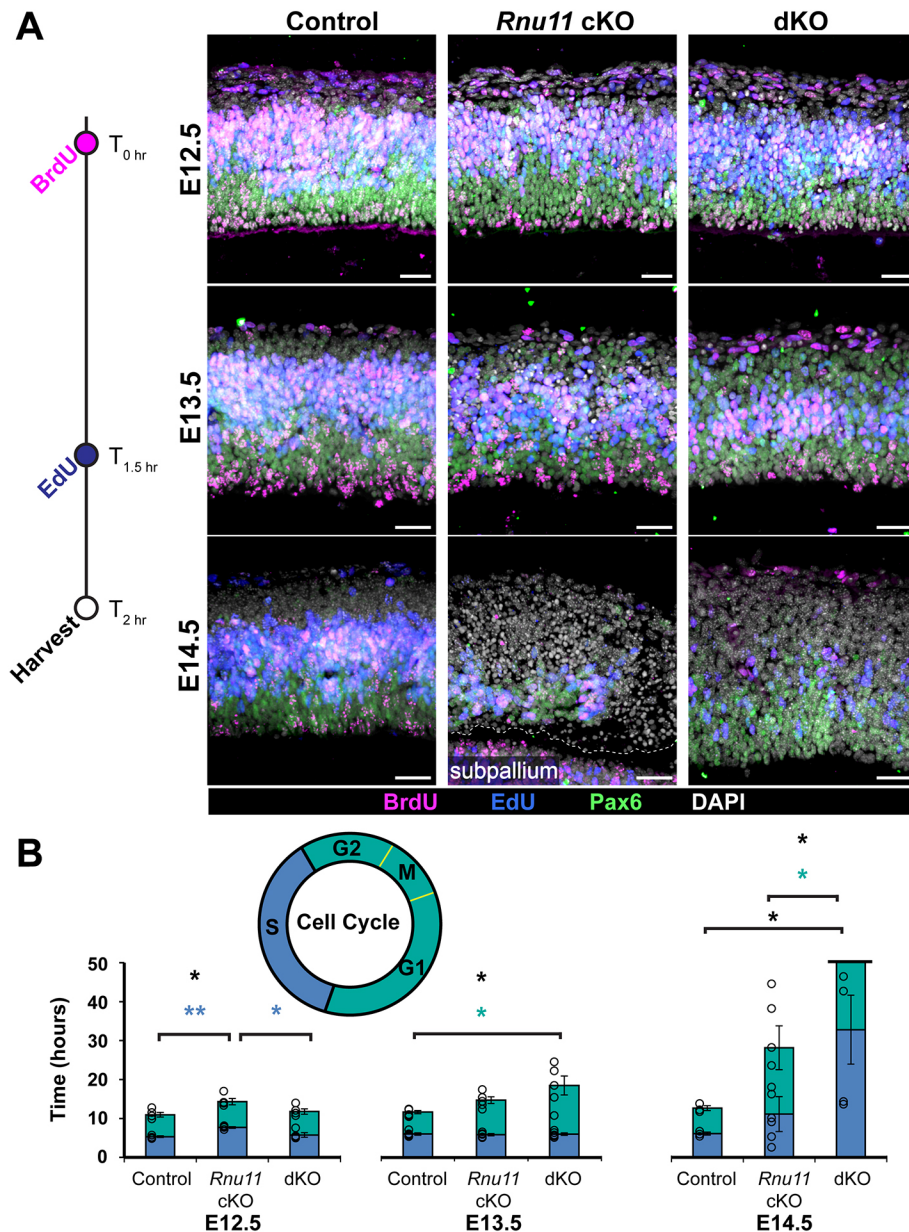 A
Control
Rnu11 cKO
dKO
BrdU
T0 hr
EdU
T1.5 hr
Harvest
T2 hr
E12.5
E13.5
E14.5
subpallium
BrdU EdU Pax6 DAPI
B
G2
M
S
Cell Cycle
G1
*
*
*
*
**
*
*
*
*
Time (hours)
50
40
30
20
10
0
Control
Rnu11
cKO
dKO
E12.5
Control
Rnu11
cKO
dKO
E13.5
Control
Rnu11
cKO
dKO
E14.5